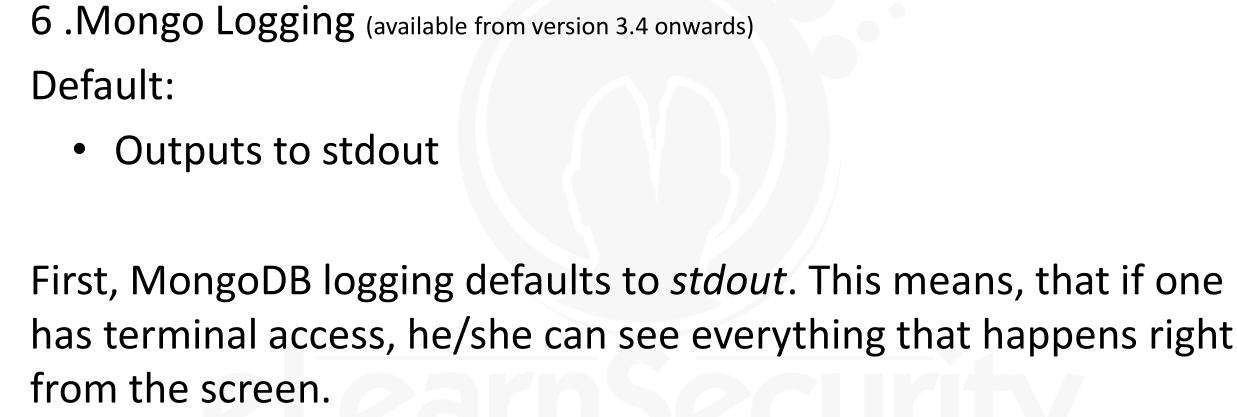 6 .Mongo Logging (available from version 3.4 onwards)
Default:
• Outputs to stdout
First, MongoDB logging defaults to stdout. This means, that if one
has terminal access, he/she can see everything that happens right
from the screen.
eLearnSecurity